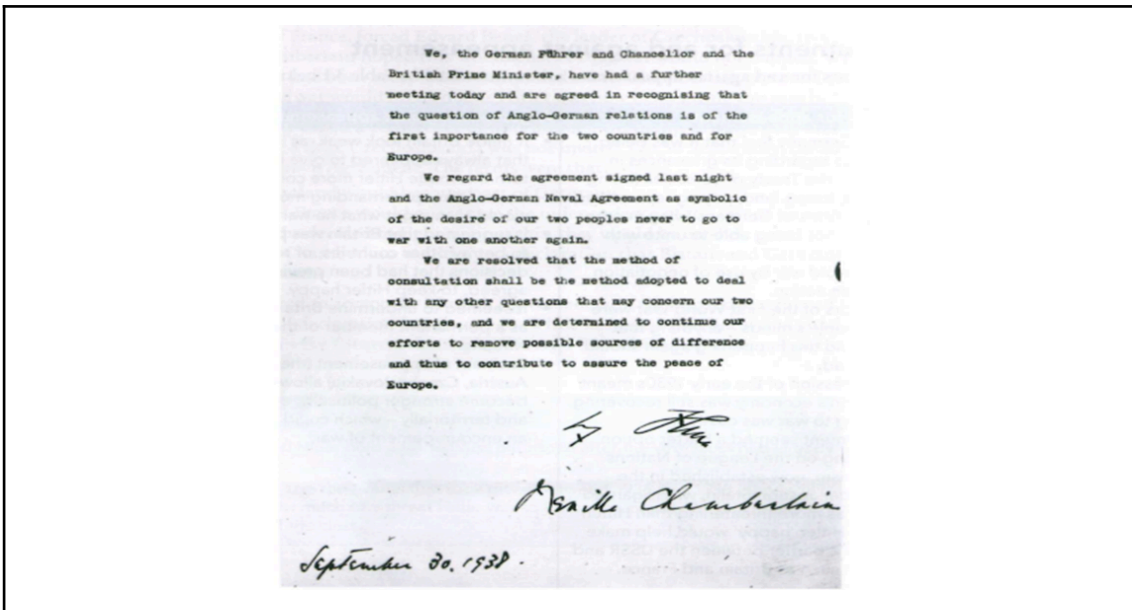 We, the German Führer and Chancellor and the
British Prime Minister, have had a further
meeting today and are agreed in recognising that
the question of Anglo-German relations is of the
first importance for the two countries and for
Europe.
We regard the agreement signed last night
and the Anglo-German Naval Agreement as symbolic
of the desire of our two peoples never to go to
war with one another again.
We are resolved that the method of
consultation shall be the method adopted to deal
with any other questions that may concern our two
countries, and we are determined to continue our
efforts to remove possible sources of difference
and thus to contribute to assure the peace of
Europe.
Neville Chamberlain
September 30, 1938.